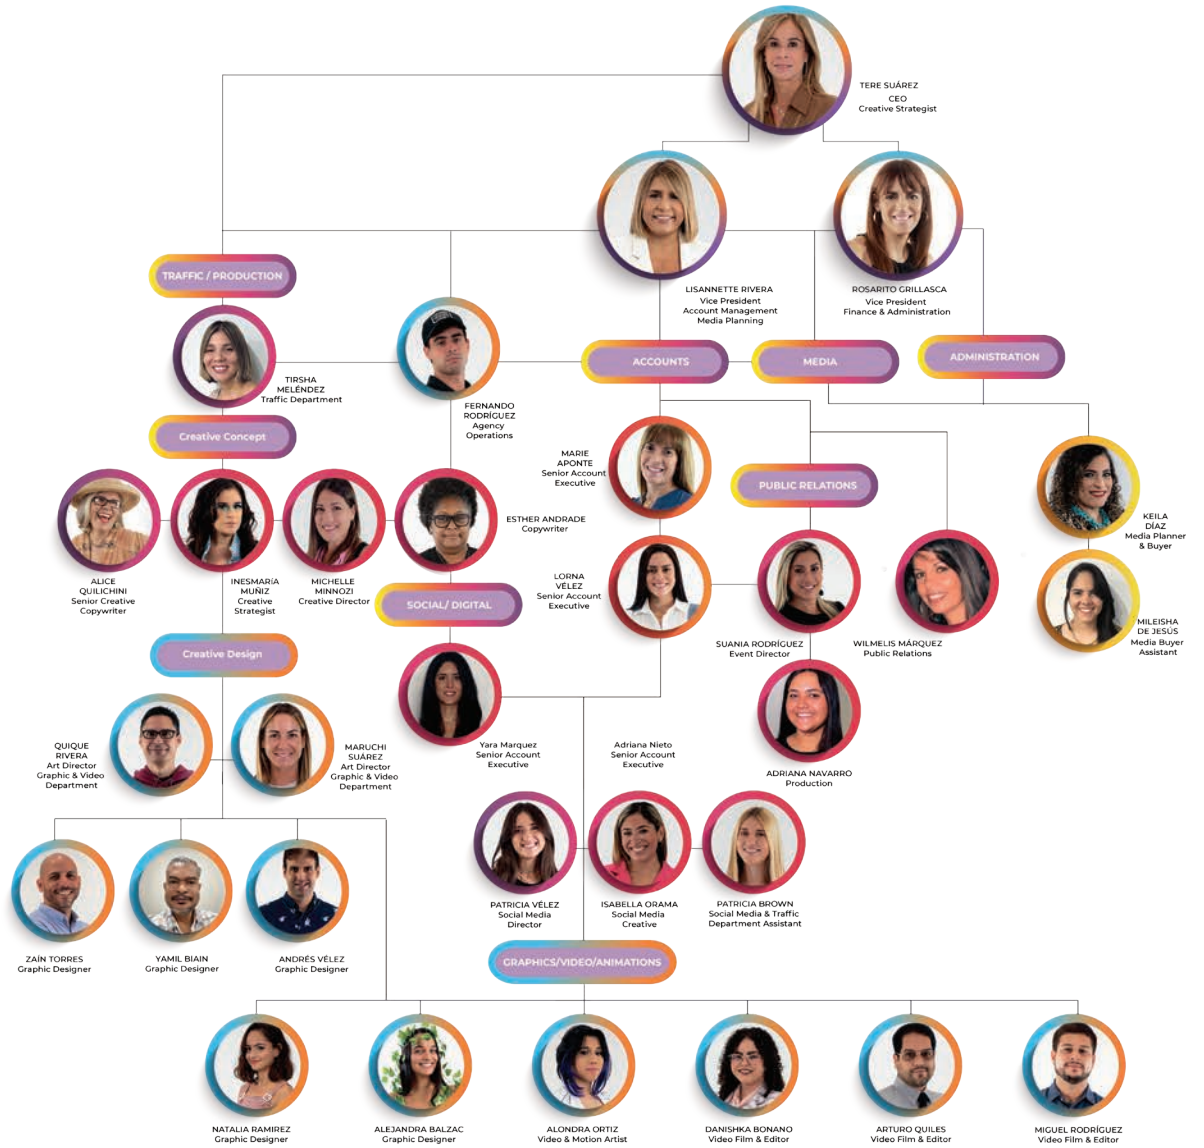 TERE SUÁREZ
CEO
Creative Strategist
TRAFFIC / PRODUCTION
LISANNETTE RIVERA
Vice President
Account Management
Media Planning
ROSARITO GRILLASCA
Vice President
Finance & Administration
TIRSHA
MELÉNDEZ
Traffic Department
FERNANDO
RODRÍGUEZ
Agency
Operations
ACCOUNTS
MEDIA
ADMINISTRATION
Creative Concept
MARIE
APONTE
Senior Account
Executive
PUBLIC RELATIONS
KEILA
DÍAZ
Media Planner
& Buyer
ESTHER ANDRADE
Copywriter
ALICE
QUILICHINI
Senior Creative
Copywriter
INESMARÍA
MUÑIZ
Creative
Strategist
MICHELLE
MINNOZI
Creative Director
SOCIAL/ DIGITAL
LORNA
VÉLEZ
Senior Account
Executive
SUANIA RODRÍGUEZ
Event Director
WILMELIS MÁRQUEZ
Public Relations
MILEISHA
DE JESÚS
Media Buyer
Assistant
Creative Design
QUIQUE
RIVERA
Art Director
Graphic & Video
Department
MARUCHI
SUÁREZ
Art Director
Graphic & Video
Department
Yara Marquez
Senior Account
Executive
Adriana Nieto
Senior Account
Executive
ADRIANA NAVARRO
Production
PATRICIA VÉLEZ
Social Media
Director
ISABELLA ORAMA
Social Media
Creative
PATRICIA BROWN
Social Media & Traffic
Department Assistant
ZAÍN TORRES
Graphic Designer
YAMIL BIAIN
Graphic Designer
ANDRÉS VÉLEZ
Graphic Designer
GRAPHICS/VIDEO/ANIMATIONS
NATALIA RAMIREZ
Graphic Designer
ALEJANDRA BALZAC
Graphic Designer
ALONDRA ORTIZ
Video & Motion Artist
DANISHKA BONANO
Video Film & Editor
ARTURO QUILES
Video Film & Editor
MIGUEL RODRÍGUEZ
Video Film & Editor